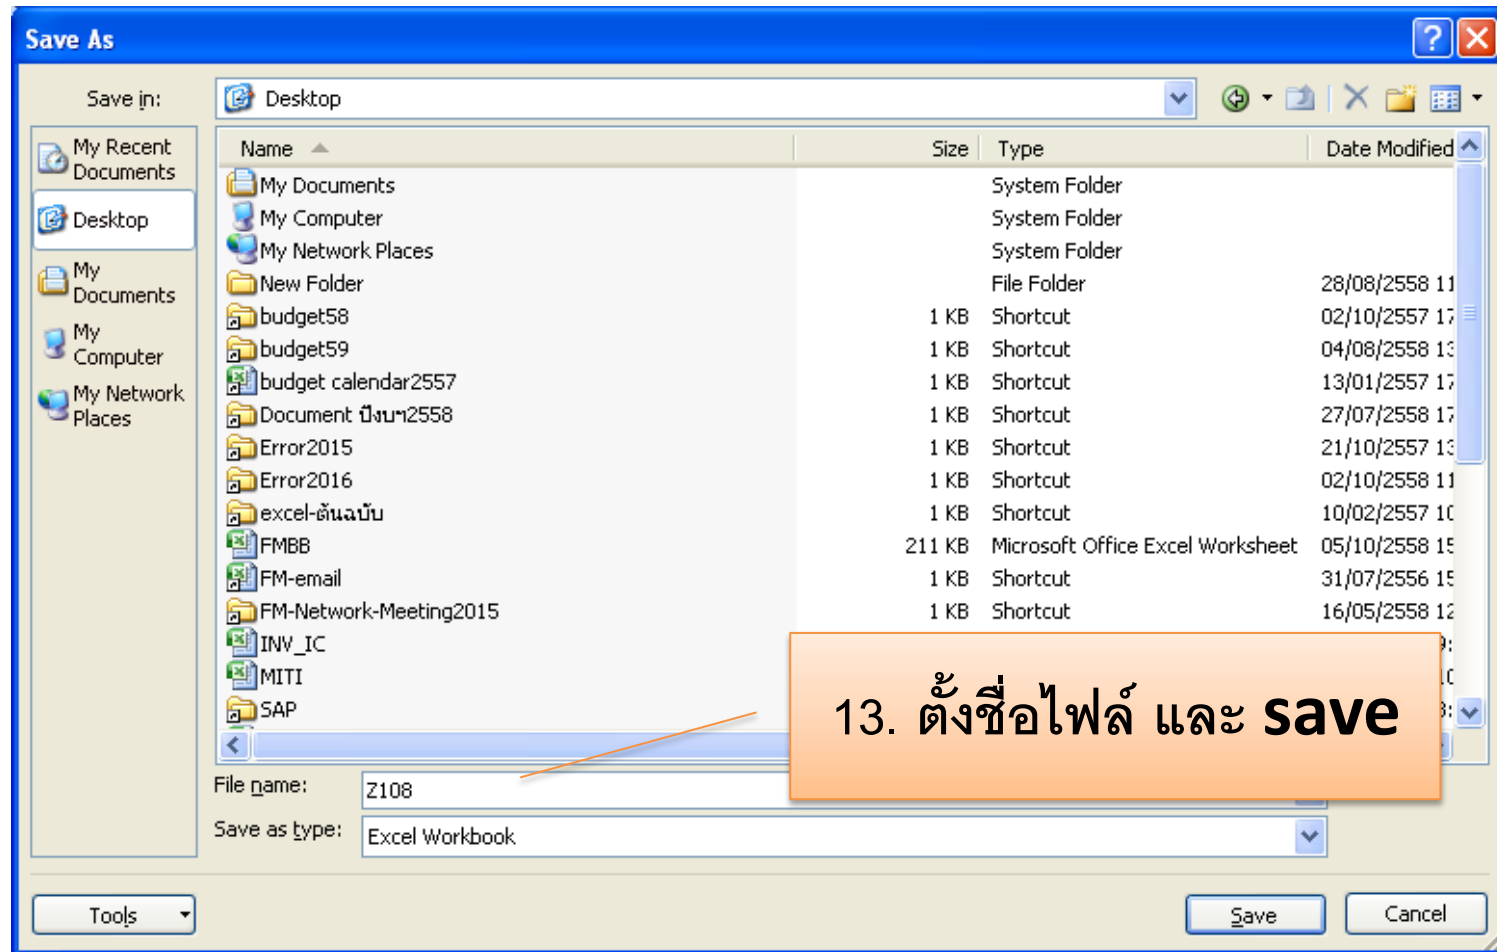 Save As
Save in:
Desktop
My Recent
Documents
Desktop
My
Documents
My
Computer
My Network
Places
Name Size Type Date Modified
My Documents System Folder
My Computer System Folder
My Network Places System Folder
New Folder File Folder 28/08/2558 11
budget58 1 KB Shortcut 02/10/2557 17
budget59 1 KB Shortcut 04/08/2558 13
budget calendar2557 1 KB Shortcut 13/01/2557 17
Document ปีงบฯ2558 1 KB Shortcut 27/07/2558 17
Error2015 1 KB Shortcut 21/10/2557 13
Error2016 1 KB Shortcut 02/10/2558 11
excel-ต้นฉบับ 1 KB Shortcut 10/02/2557 10
FMBB 211 KB Microsoft Office Excel Worksheet 05/10/2558 15
FM-email 1 KB Shortcut 31/07/2556 15
FM-Network-Meeting2015 1 KB Shortcut 16/05/2558 12
INV_IC
MITI
SAP
13. ตั้งชื่อไฟล์ และ save
File name: Z108
Save as type: Excel Workbook
Tools
Save
Cancel